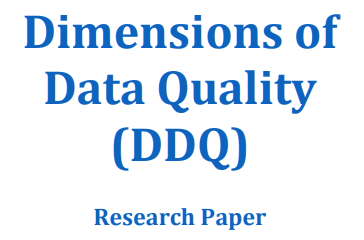 Dimensions of
Data Quality
(DDQ)
Research Paper